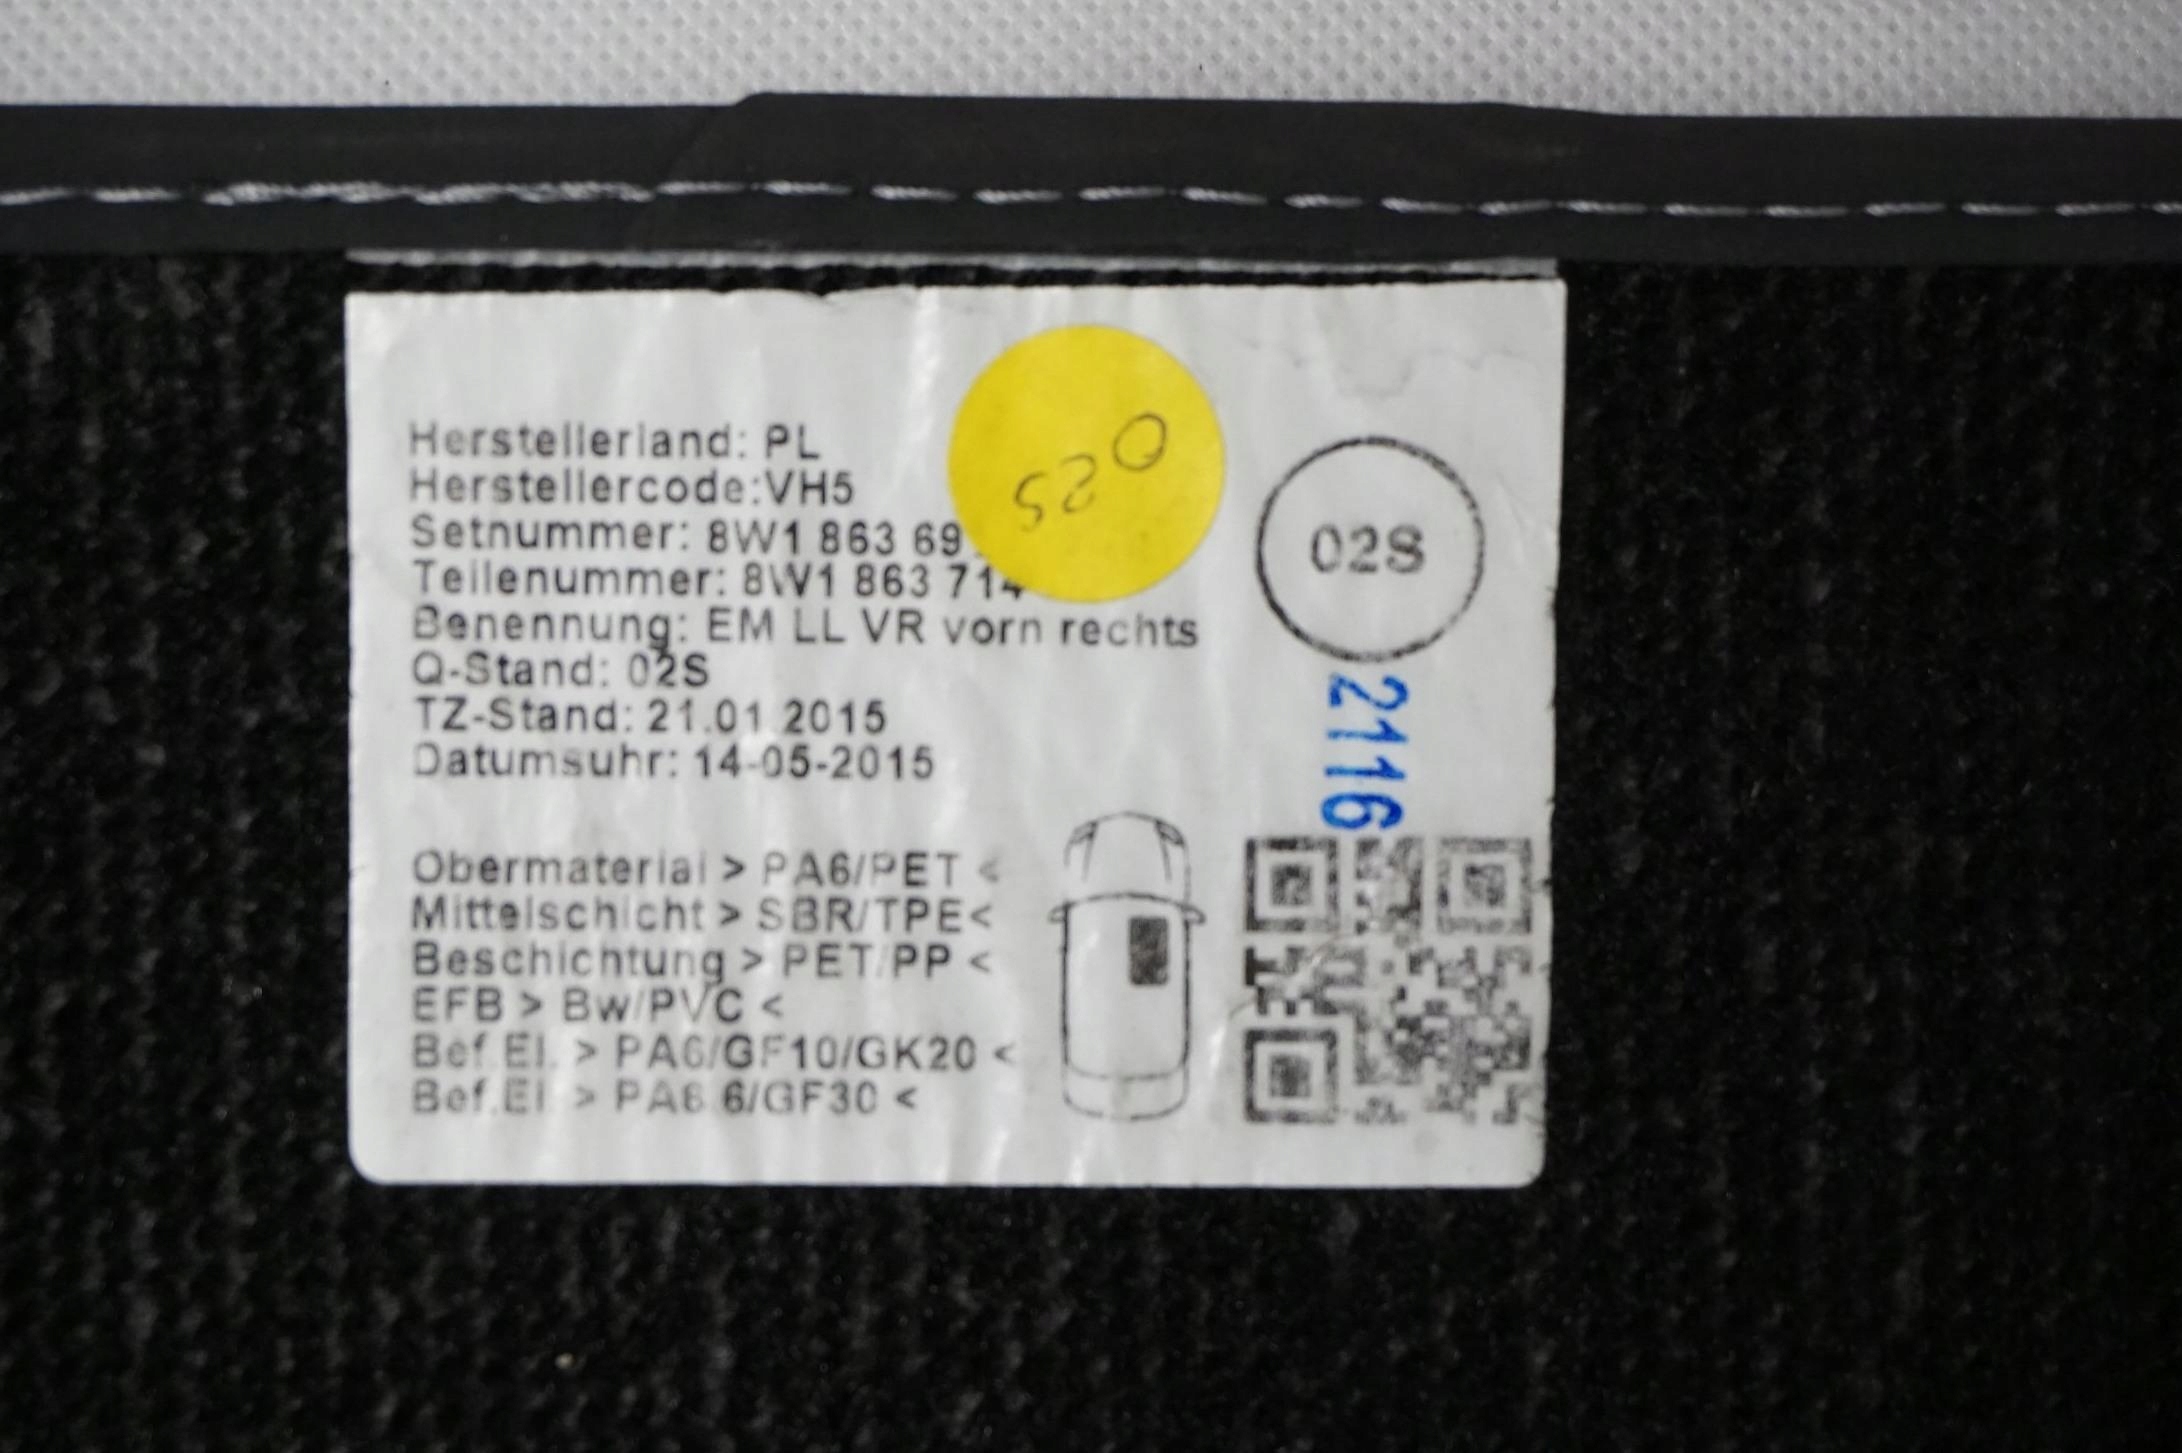 Herstellerland: PL
Herstellercode:VH5
Setnummer: 8W1 863 69
Teilenummer: 8W1 863 714
Benennung: EM LL VR vorn rechts
Q-Stand: 02S
TZ-Stand: 21.01.2015
Datumsuhr: 14-05-2015
Obermaterial > PA6/PET <
Mittelschicht > SBR/TPE<
Beschichtung > PET/PP <
EFB > Bw/PVC <
Bef.El. > PA6/GF10/GK20 <
Bef.El. > PA6.6/GF30 <
02S
02S
2116